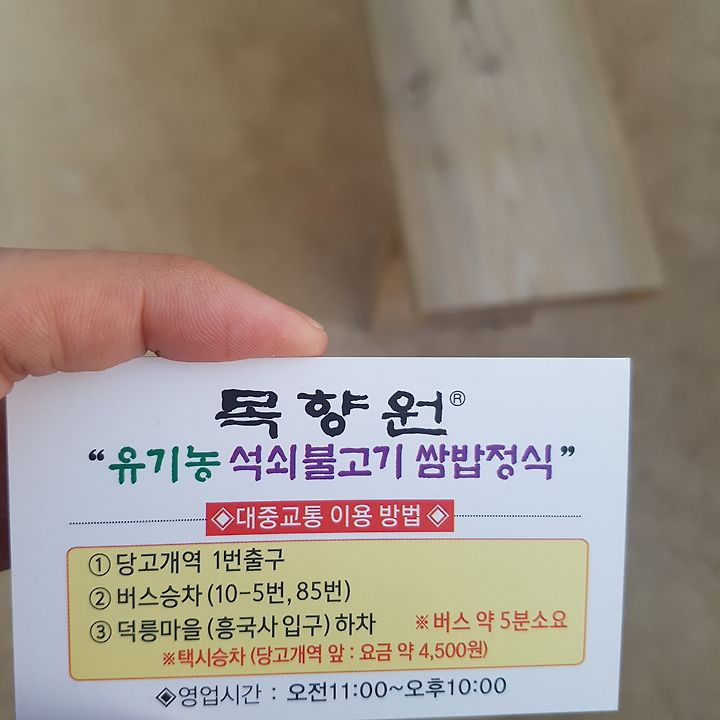 목향원®
“유기농 석쇠불고기 쌈밥정식”
◈대중교통 이용 방법◈
① 당고개역 1번출구
② 버스승차 (10-5번, 85번)
③ 덕릉마을 (흥국사 입구) 하차 ※버스 약 5분소요
※택시승차 (당고개역 앞 : 요금 약 4,500원)
◈영업시간 : 오전11:00~오후10:00